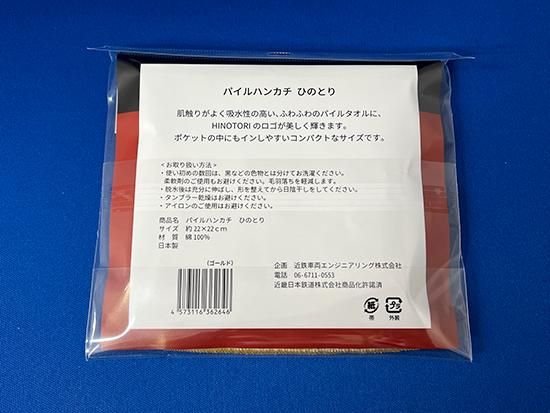 パイルハンカチ ひのとり
肌触りがよく吸水性の高い、ふわふわのパイルタオルに、
HINOTORIのロゴが美しく輝きます。
ポケットの中にもインしやすいコンパクトなサイズです。
<お取り扱い方法>
・使い初めの数回は、黒などの色物とは分けてお洗濯ください。
柔軟剤のご使用もお避けください。毛羽落ちを軽減します。
・脱水後は充分に伸ばし、形を整えてから日陰干しをしてください。
・タンブラー乾燥はお避けください。
・アイロンのご使用はお避けください。
商品名 パイルハンカチ ひのとり
サイズ 約22×22cm
材 質 綿100%
日本製
(ゴールド)
4 573116 362646
企画 近鉄車両エンジニアリング株式会社
電話 06-6711-0553
近畿日本鉄道株式会社商品化許諾済
紙
帯
プラ
外装